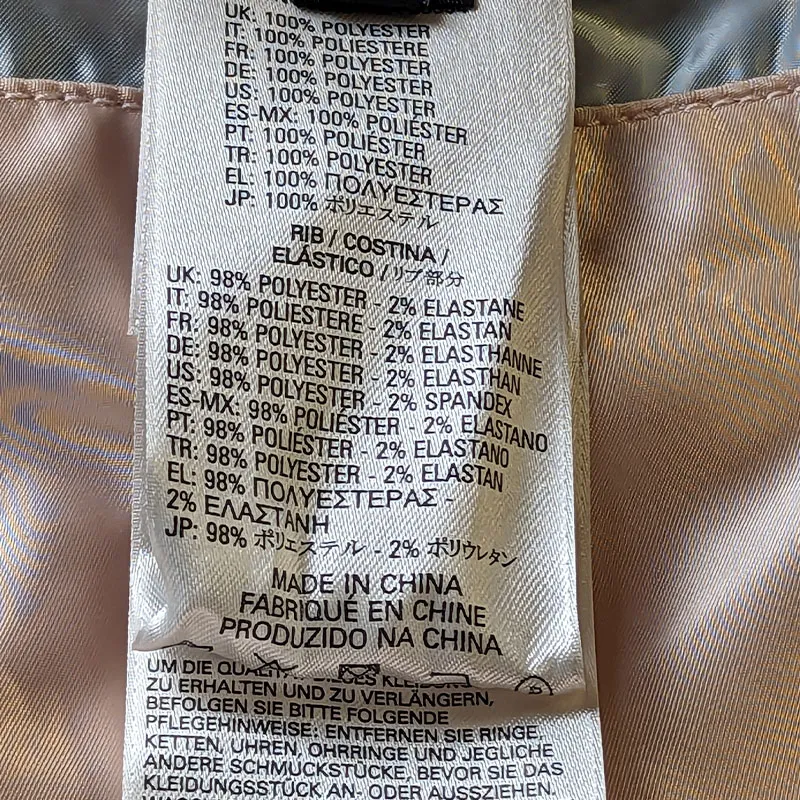 UK: 100% POLYESTER
IT: 100% POLIESTERE
FR: 100% POLYESTER
DE: 100% POLYESTER
US: 100% POLYESTER
ES-MX: 100% POLIÉSTER
PT: 100% POLIÉSTER
TR: 100% POLYESTER
EL: 100% ΠΟΛΥΕΣΤΕΡΑΣ
JP: 100% ポリエステル
RIB / COSTINA /
ELÁSTICO / リブ部分
UK: 98% POLYESTER - 2% ELASTANE
IT: 98% POLIESTERE - 2% ELASTAN
FR: 98% POLYESTER - 2% ELASTHANNE
DE: 98% POLYESTER - 2% ELASTHAN
US: 98% POLYESTER - 2% SPANDEX
ES-MX: 98% POLIÉSTER - 2% ELASTANO
PT: 98% POLIÉSTER - 2% ELASTANO
TR: 98% POLYESTER - 2% ELASTAN
EL: 98% ΠΟΛΥΕΣΤΕΡΑΣ -
2% ΕΛΑΣΤΑΝΗ
JP: 98% ポリエステル - 2% ポリウレタン
MADE IN CHINA
FABRIQUÉ EN CHINE
PRODUZIDO NA CHINA
UM DIE QUALITÄT DIESES KLEIDUNG
ZU ERHALTEN UND ZU VERLÄNGERN,
BEFOLGEN SIE BITTE FOLGENDE
PFLEGEHINWEISE: ENTFERNEN SIE RINGE,
KETTEN, UHREN, OHRRINGE UND JEGLICHE
ANDERE SCHMUCKSTÜCKE, BEVOR SIE DAS
KLEIDUNGSSTÜCK AN- ODER AUSZIEHEN.